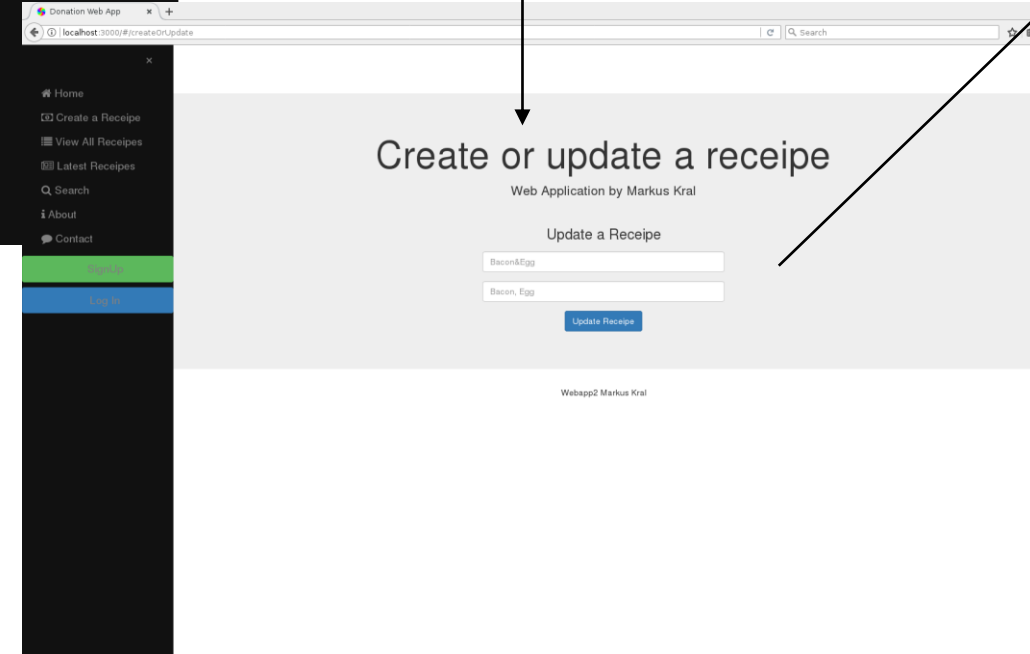 Donation Web App
localhost:3000/#/createOrUpdate
Search
Home
Create a Receipe
View All Receipes
Latest Receipes
Search
About
Contact
SignUp
Log In
Create or update a receipe
Web Application by Markus Kral
Update a Receipe
Bacon&Egg
Bacon, Egg
Update Receipe
Webapp2 Markus Kral